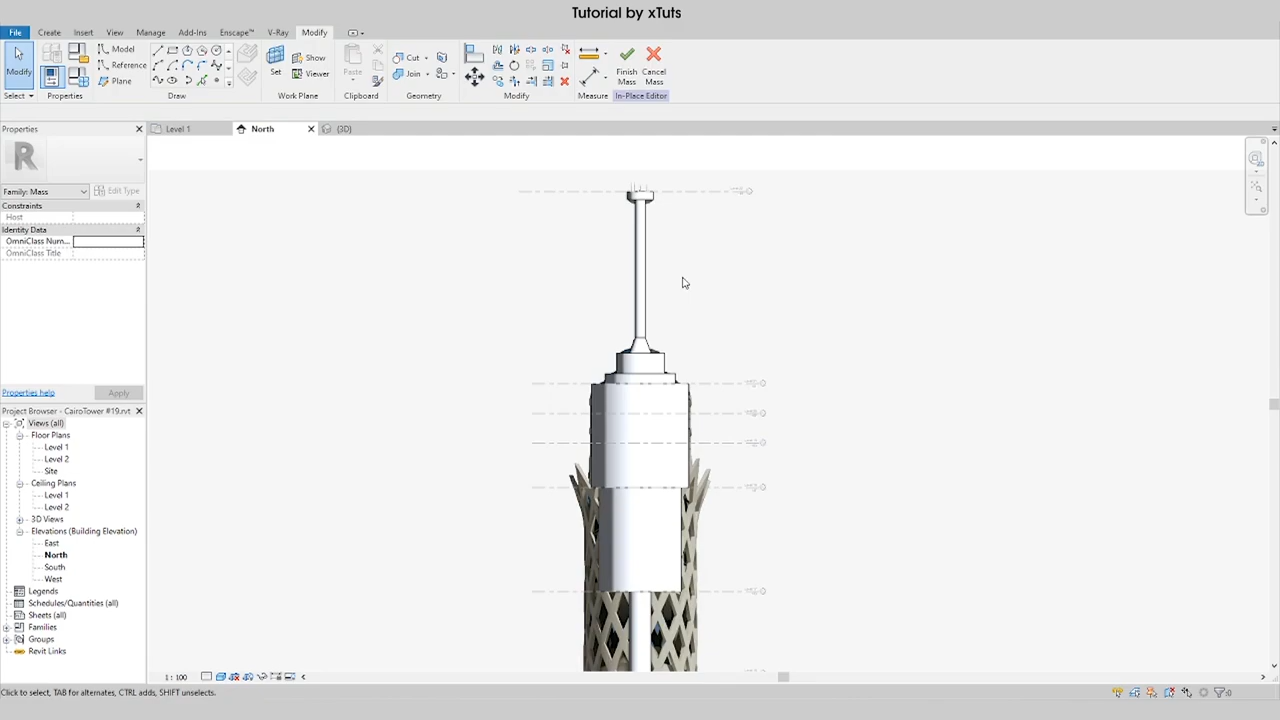 Tutorial by xTuts
File Create Insert View Manage Add-Ins Enscape™ V-Ray Modify
Modify
Model
Reference
Plane
Set
Show
Viewer
Paste
Cut
Join
Finish Mass
Cancel Mass
Select Properties Draw Work Plane Clipboard Geometry Modify Measure In-Place Editor
Properties
Level 1
North
{3D}
R
Family: Mass
Edit Type
Constraints
Host
Identity Data
OmniClass Num...
OmniClass Title
Properties help
Apply
Project Browser - CairoTower #19.rvt
Views (all)
Floor Plans
Level 1
Level 2
Site
Ceiling Plans
Level 1
Level 2
3D Views
Elevations (Building Elevation)
East
North
South
West
Legends
Schedules/Quantities (all)
Sheets (all)
Families
Groups
Revit Links
1 : 100
Click to select, TAB for alternates, CTRL adds, SHIFT unselects.
:0